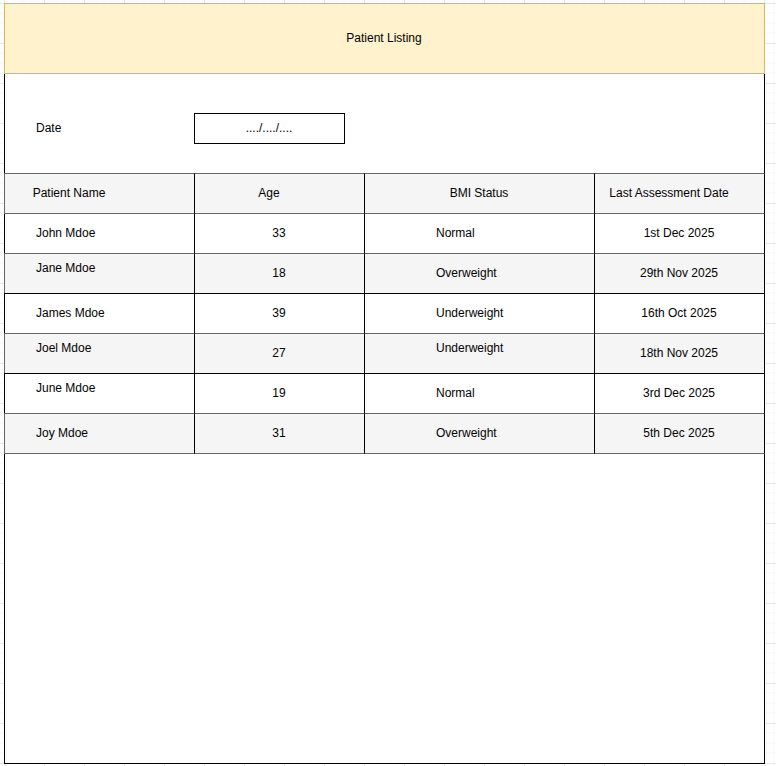 Patient Listing
Date ..../..../....
Patient Name Age BMI Status Last Assessment Date
John Mdoe 33 Normal 1st Dec 2025
Jane Mdoe 18 Overweight 29th Nov 2025
James Mdoe 39 Underweight 16th Oct 2025
Joel Mdoe 27 Underweight 18th Nov 2025
June Mdoe 19 Normal 3rd Dec 2025
Joy Mdoe 31 Overweight 5th Dec 2025